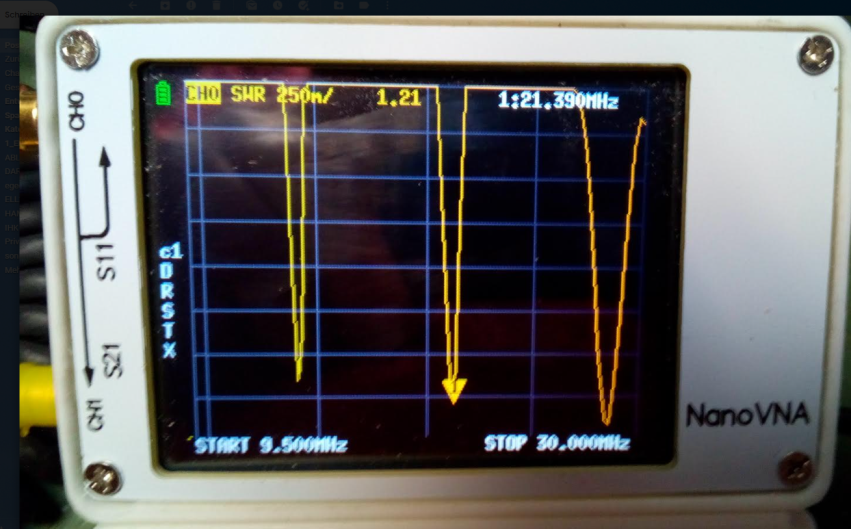 CH0 SWR 250m/ 1.21 1:21.390MHz
CH0
S11
S21
CH1
c1
D
R
S
T
X
1
START 9.500MHz STOP 30.000MHz
NanoVNA